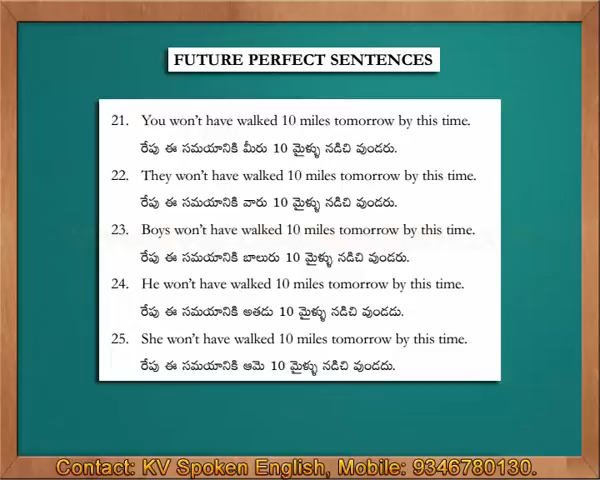 FUTURE PERFECT SENTENCES
21. You won't have walked 10 miles tomorrow by this time.
రేపు ఈ సమయానికి మీరు 10 మైళ్ళు నడిచి వుండరు.
22. They won't have walked 10 miles tomorrow by this time.
రేపు ఈ సమయానికి వారు 10 మైళ్ళు నడిచి వుండరు.
23. Boys won't have walked 10 miles tomorrow by this time.
రేపు ఈ సమయానికి బాలురు 10 మైళ్ళు నడిచి వుండరు.
24. He won't have walked 10 miles tomorrow by this time.
రేపు ఈ సమయానికి అతడు 10 మైళ్ళు నడిచి వుండడు.
25. She won't have walked 10 miles tomorrow by this time.
రేపు ఈ సమయానికి ఆమె 10 మైళ్ళు నడిచి వుండదు.
Contact: KV Spoken English, Mobile: 9346780130.